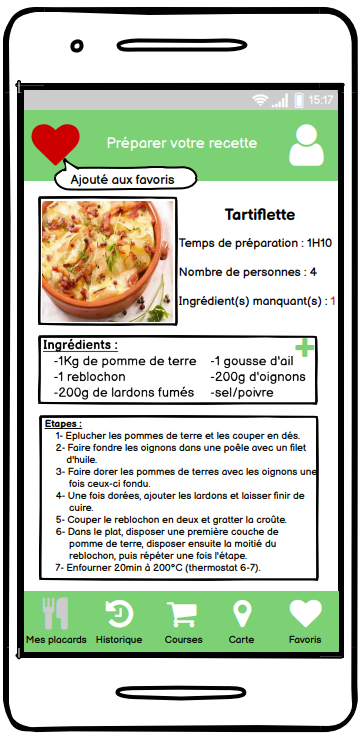 15:17
Préparer votre recette
Ajouté aux favoris
Tartiflette
Temps de préparation : 1H10
Nombre de personnes : 4
Ingrédient(s) manquant(s) : 1
Ingrédients :
-1Kg de pomme de terre -1 gousse d'ail
-1 reblochon -200g d'oignons
-200g de lardons fumés -sel/poivre
Etapes :
1- Eplucher les pommes de terre et les couper en dés.
2- Faire fondre les oignons dans une poêle avec un filet
d'huile.
3- Faire dorer les pommes de terres avec les oignons une
fois ceux-ci fondu.
4- Une fois dorées, ajouter les lardons et laisser finir de
cuire.
5- Couper le reblochon en deux et gratter la croûte.
6- Dans le plat, disposer une première couche de
pomme de terre, disposer ensuite la moitié du
reblochon, puis répéter une fois l'étape.
7- Enfourner 20min à 200°C (thermostat 6-7).
Mes placards Historique Courses Carte Favoris